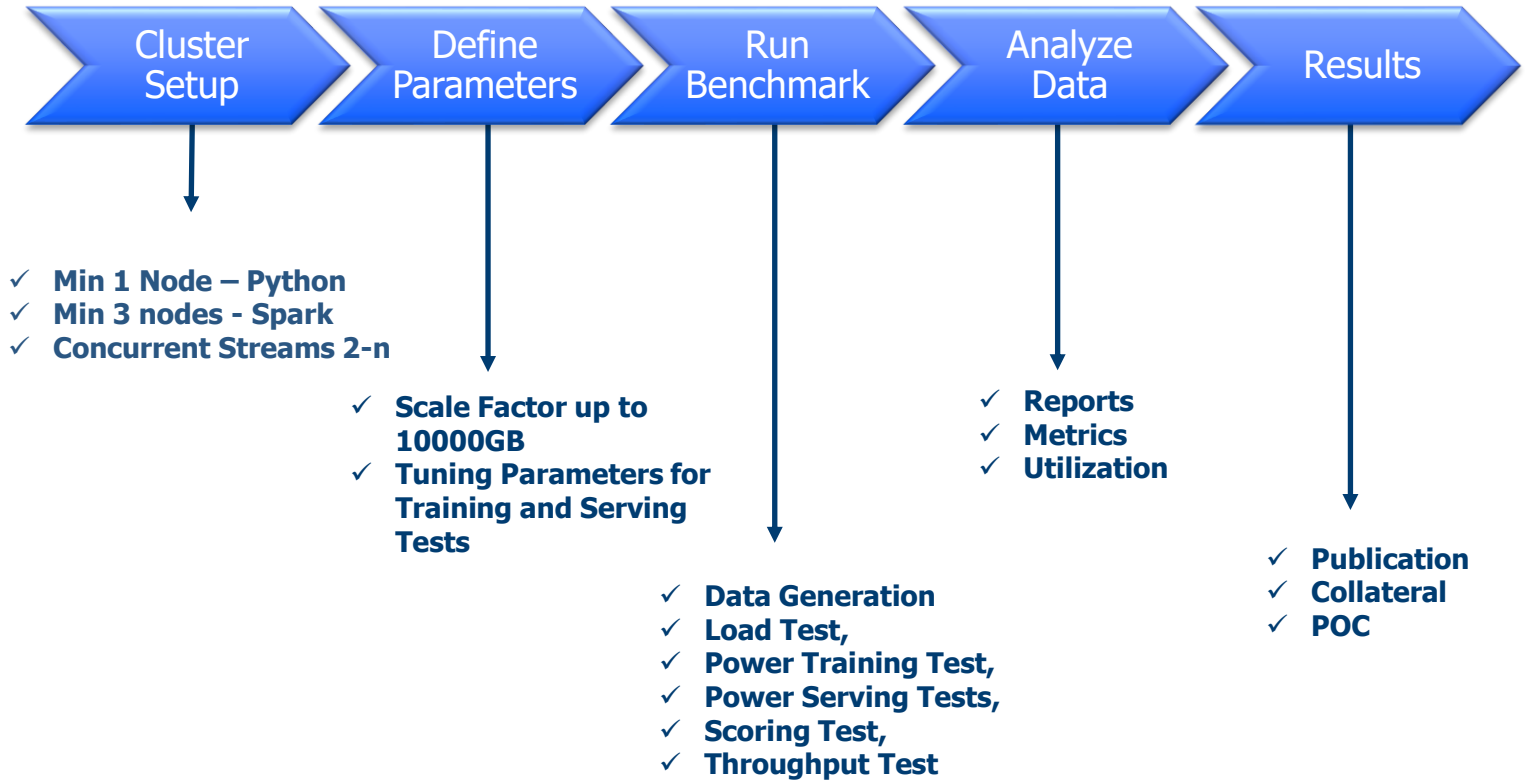 Cluster
Setup
Define
Parameters
Run
Benchmark
Analyze
Data
Results
✓ Min 1 Node – Python
✓ Min 3 nodes - Spark
✓ Concurrent Streams 2-n
✓ Scale Factor up to
10000GB
✓ Tuning Parameters for
Training and Serving
Tests
✓ Data Generation
✓ Load Test,
✓ Power Training Test,
✓ Power Serving Tests,
✓ Scoring Test,
✓ Throughput Test
✓ Reports
✓ Metrics
✓ Utilization
✓ Publication
✓ Collateral
✓ POC